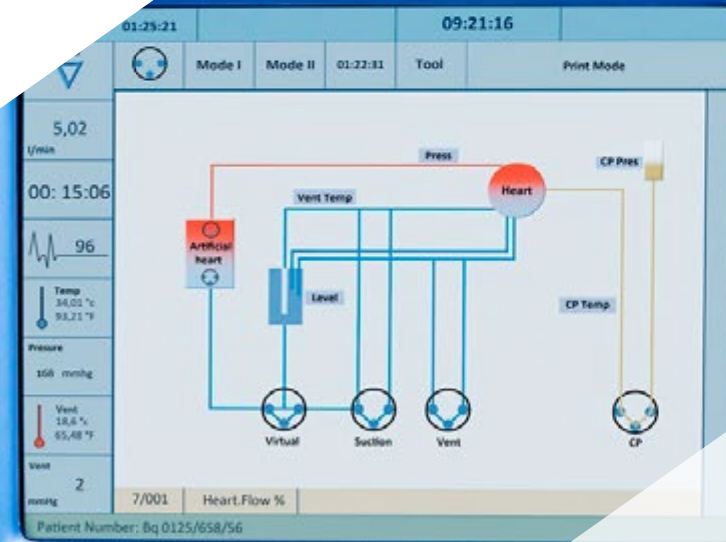 01:25:21
09:21:16
Mode I
Mode II
01:22:31
Tool
Print Mode
5,02
l/min
00: 15:06
96
Temp
34,01 °c
93,21 °F
Presure
168 mmhg
Vent
18,6 °c
65,48 °F
Vent
2
mmHg
Press
CP Pres
Heart
Vent Temp
Artificial
heart
Level
CP Temp
Virtual
Suction
Vent
CP
7/001
Heart.Flow %
Patient Number: Bq 0125/658/56